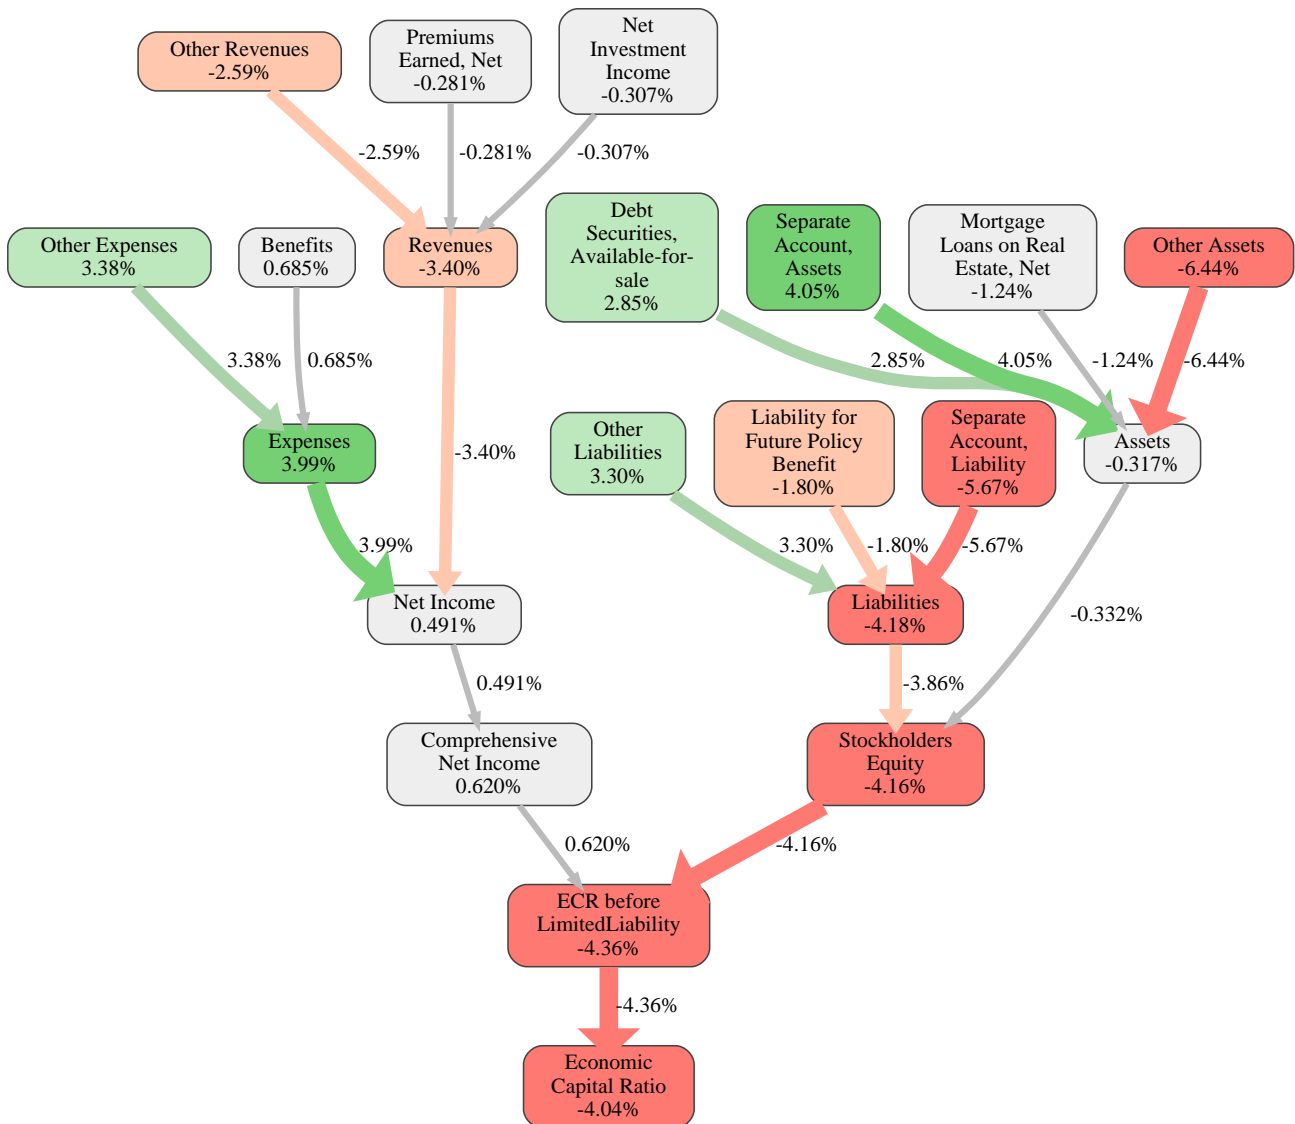 Other Revenues
-2.59%
Premiums
Earned, Net
-0.281%
Net
Investment
Income
-0.307%
-2.59%
-0.281%
-0.307%
Other Expenses
3.38%
Benefits
0.685%
Revenues
-3.40%
Debt
Securities,
Available-for-
sale
2.85%
Separate
Account,
Assets
4.05%
Mortgage
Loans on Real
Estate, Net
-1.24%
Other Assets
-6.44%
3.38%
0.685%
2.85%
4.05%
-1.24%
-6.44%
Expenses
3.99%
-3.40%
Other
Liabilities
3.30%
Liability for
Future Policy
Benefit
-1.80%
Separate
Account,
Liability
-5.67%
Assets
-0.317%
3.99%
3.30%
-1.80%
-5.67%
Net Income
0.491%
Liabilities
-4.18%
-0.332%
0.491%
-3.86%
Comprehensive
Net Income
0.620%
Stockholders
Equity
-4.16%
0.620%
-4.16%
ECR before
LimitedLiability
-4.36%
-4.36%
Economic
Capital Ratio
-4.04%